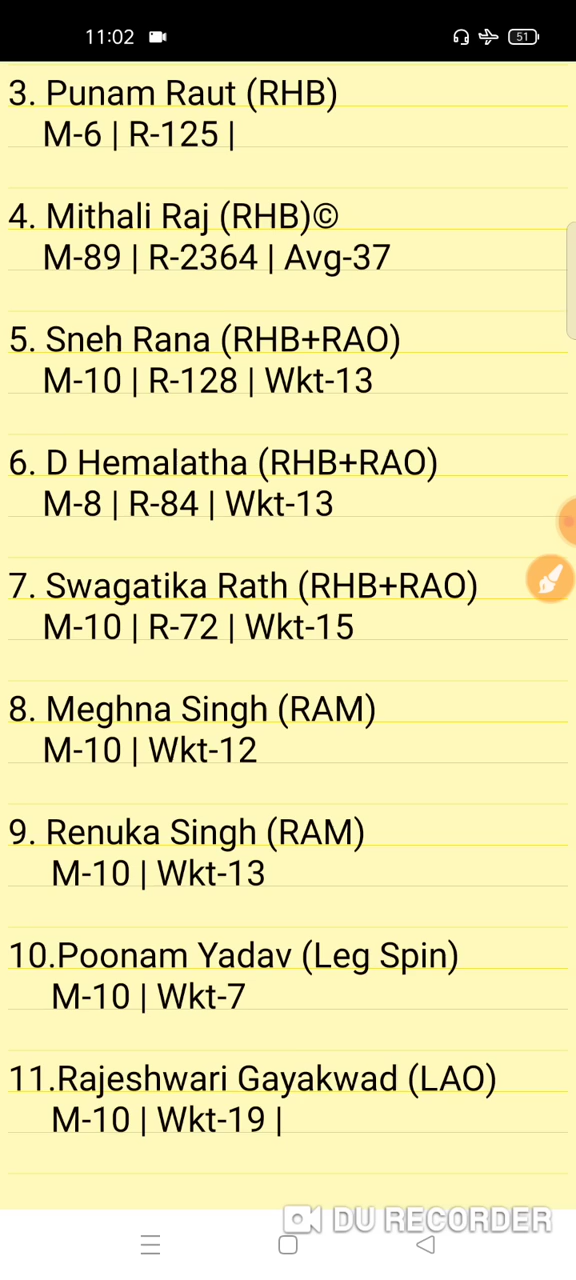 11:02
51
3. Punam Raut (RHB)
M-6 | R-125 |
4. Mithali Raj (RHB)©
M-89 | R-2364 | Avg-37
5. Sneh Rana (RHB+RAO)
M-10 | R-128 | Wkt-13
6. D Hemalatha (RHB+RAO)
M-8 | R-84 | Wkt-13
7. Swagatika Rath (RHB+RAO)
M-10 | R-72 | Wkt-15
8. Meghna Singh (RAM)
M-10 | Wkt-12
9. Renuka Singh (RAM)
M-10 | Wkt-13
10.Poonam Yadav (Leg Spin)
M-10 | Wkt-7
11.Rajeshwari Gayakwad (LAO)
M-10 | Wkt-19 |
DU RECORDER